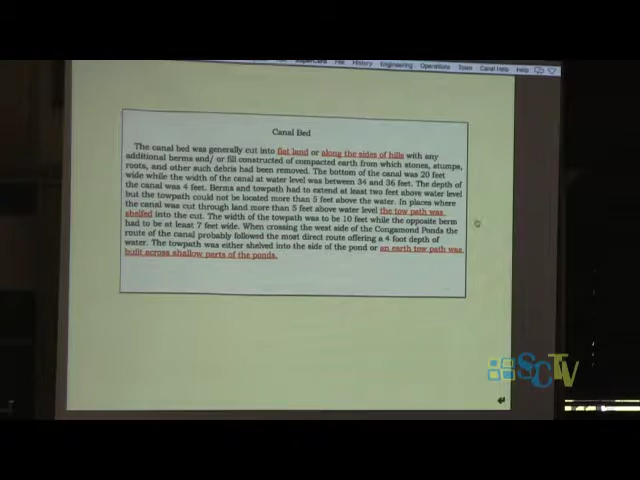 File History Engineering Operations Town Canal Help Help
Canal Bed
The canal bed was generally cut into flat land or along the sides of hills with any
additional berms and/ or fill constructed of compacted earth from which stones, stumps,
roots, and other such debris had been removed. The bottom of the canal was 20 feet
wide while the width of the canal at water level was between 34 and 36 feet. The depth of
the canal was 4 feet. Berms and towpath had to extend at least two feet above water level
but the towpath could not be located more than 5 feet above the water. In places where
the canal was cut through land more than 5 feet above water level the tow path was
shelfed into the cut. The width of the towpath was to be 10 feet while the opposite berm
had to be at least 7 feet wide. When crossing the west side of the Congamond Ponds the
route of the canal probably followed the most direct route offering a 4 foot depth of
water. The towpath was either shelved into the side of the pond or an earth tow path was
built across shallow parts of the ponds.
SCTV